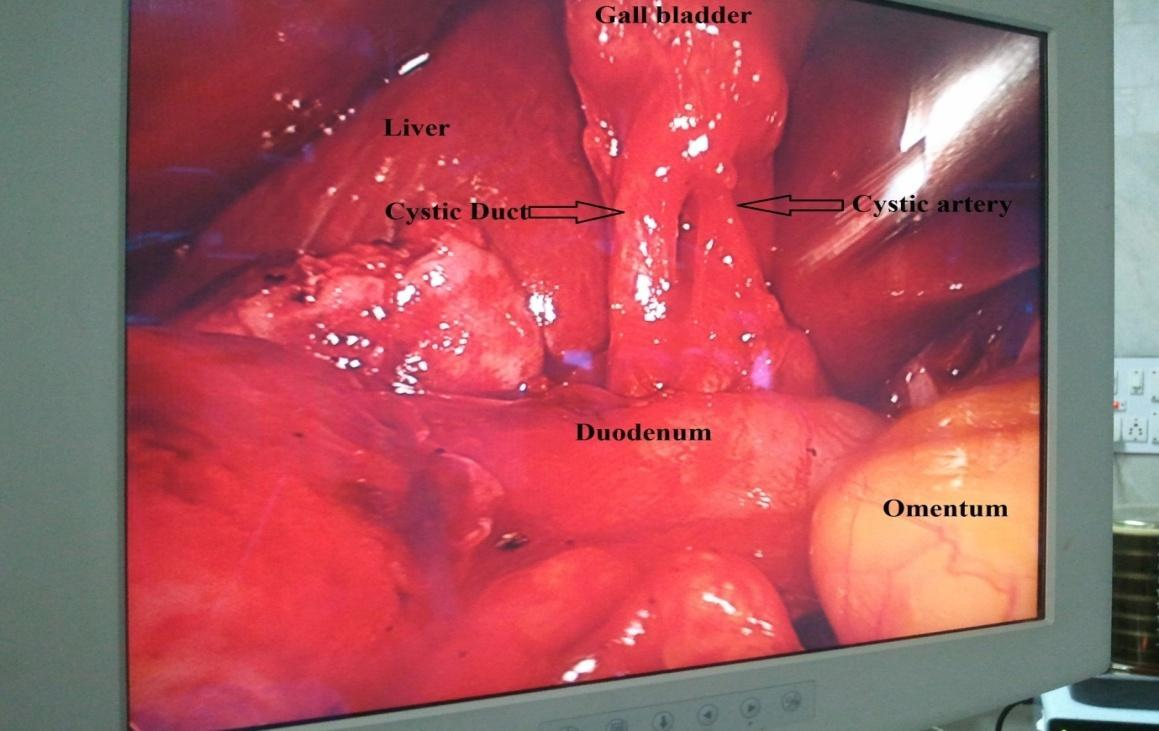 Gall bladder
Liver
Cystic Duct
Cystic artery
Duodenum
Omentum